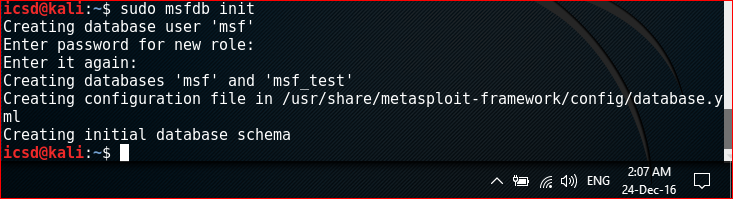 icsd@kali:~$ sudo msfdb init
Creating database user 'msf'
Enter password for new role:
Enter it again:
Creating databases 'msf' and 'msf_test'
Creating configuration file in /usr/share/metasploit-framework/config/database.y
ml
Creating initial database schema
icsd@kali:~$
ENG
2:07 AM
24-Dec-16